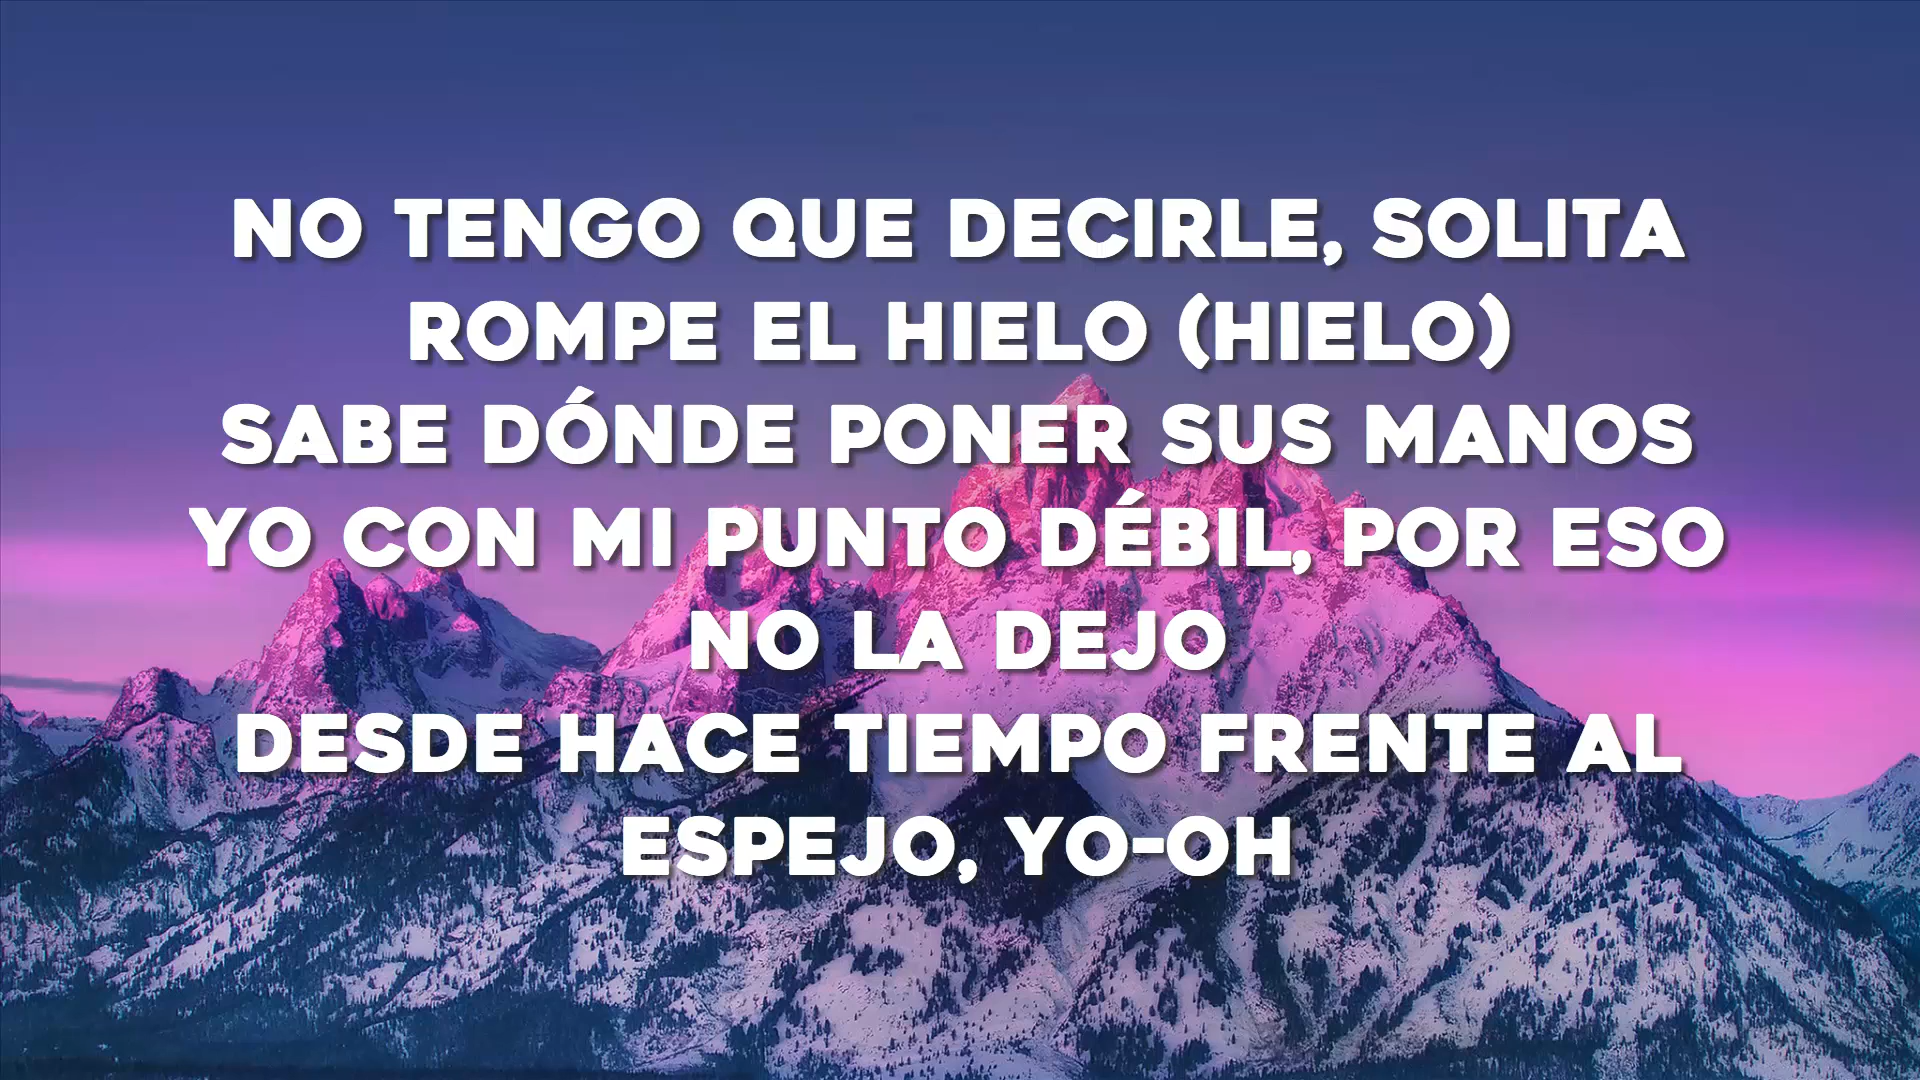 NO TENGO QUE DECIRLE, SOLITA
ROMPE EL HIELO (HIELO)
SABE DÓNDE PONER SUS MANOS
YO CON MI PUNTO DÉBIL, POR ESO
NO LA DEJO
DESDE HACE TIEMPO FRENTE AL
ESPEJO, YO-OH